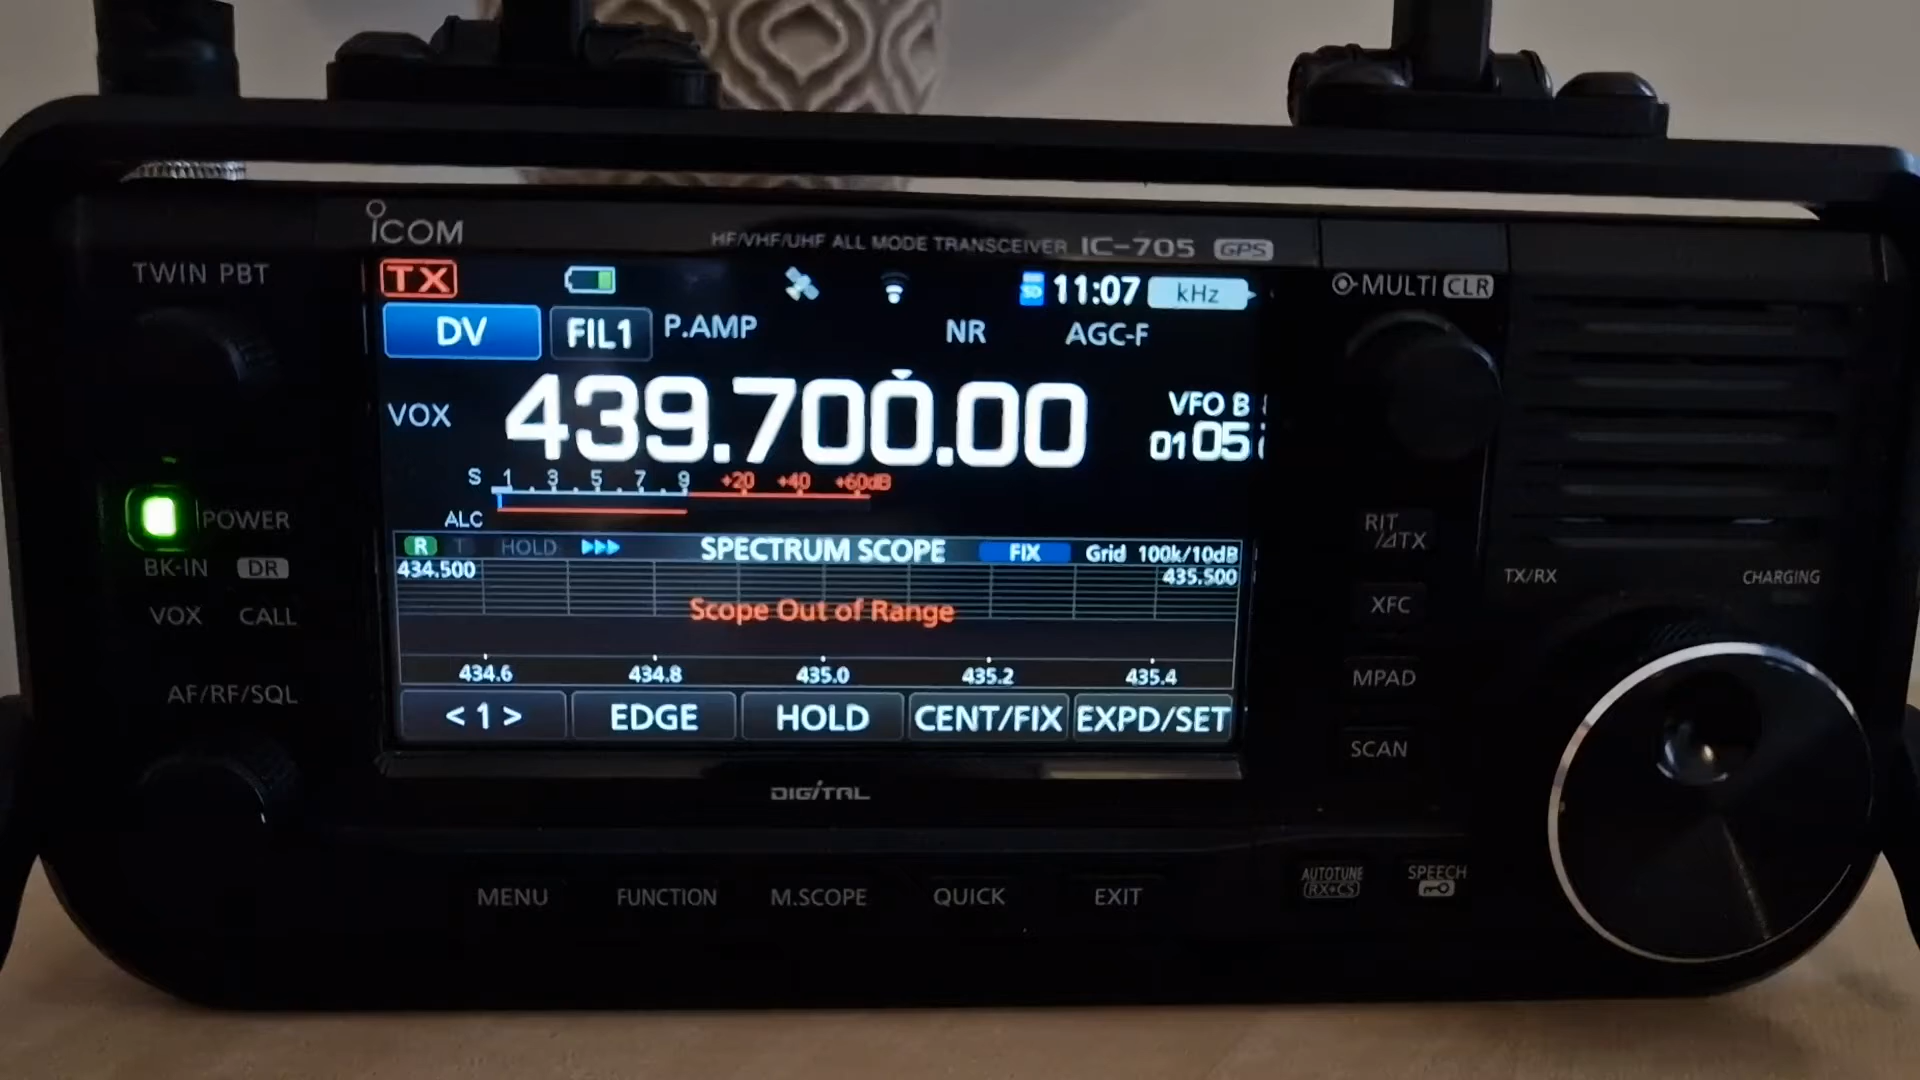 ICOM
HF/VHF/UHF ALL MODE TRANSCEIVER IC-705 GPS
TWIN PBT
TX
SD 11:07 kHz
MULTI CLR
DV FIL1 P.AMP NR AGC-F
VOX 439.700.00
VFO B
01 05
S 1 . 3 . 5 . 7 . 9 +20 +40 +60dB
ALC
POWER
BK-IN DR
VOX CALL
AF/RF/SQL
R T HOLD SPECTRUM SCOPE FIX Grid 100k/10dB
434.500 435.500
Scope Out of Range
434.6 434.8 435.0 435.2 435.4
< 1 > EDGE HOLD CENT/FIX EXPD/SET
DIGITAL
RIT
/⊿TX
XFC
MPAD
SCAN
TX/RX CHARGING
MENU FUNCTION M.SCOPE QUICK EXIT
AUTOTUNE
RX→CS
SPEECH